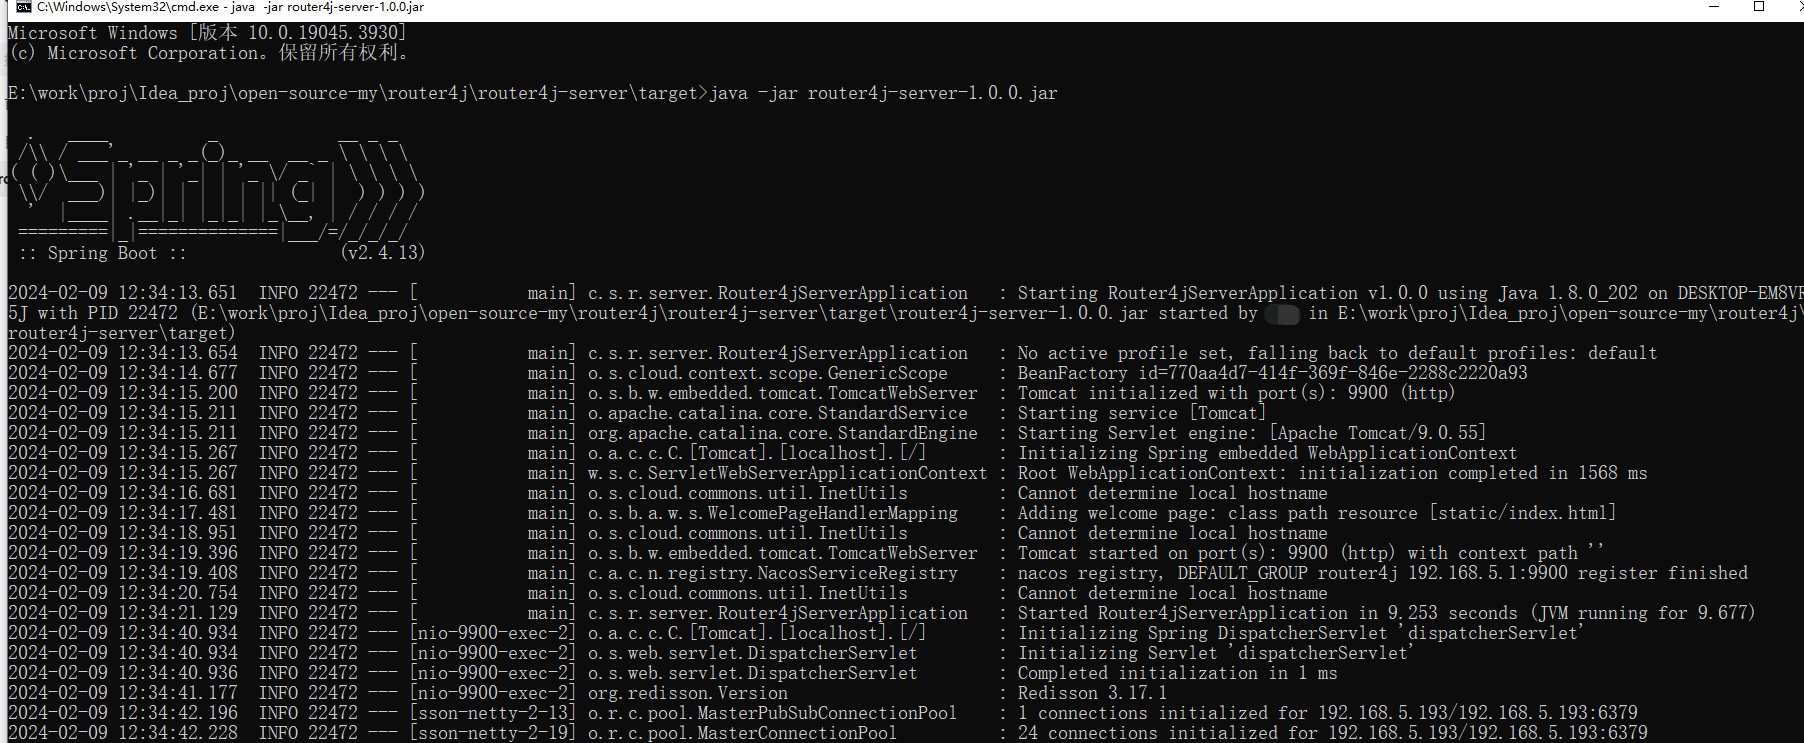 C:\Windows\System32\cmd.exe - java -jar router4j-server-1.0.0.jar
Microsoft Windows [版本 10.0.19045.3930]
(c) Microsoft Corporation。保留所有权利。
E:\work\proj\Idea_proj\open-source-my\router4j\router4j-server\target>java -jar router4j-server-1.0.0.jar
:: Spring Boot :: (v2.4.13)
2024-02-09 12:34:13.651  INFO 22472 --- [           main] c.s.r.server.Router4jServerApplication   : Starting Router4jServerApplication v1.0.0 using Java 1.8.0_202 on DESKTOP-EM8VR
5J with PID 22472 (E:\work\proj\Idea_proj\open-source-my\router4j\router4j-server\target\router4j-server-1.0.0.jar started by in E:\work\proj\Idea_proj\open-source-my\router4j\
router4j-server\target)
2024-02-09 12:34:13.654  INFO 22472 --- [           main] c.s.r.server.Router4jServerApplication   : No active profile set, falling back to default profiles: default
2024-02-09 12:34:14.677  INFO 22472 --- [           main] o.s.cloud.context.scope.GenericScope     : BeanFactory id=770aa4d7-414f-369f-846e-2288c2220a93
2024-02-09 12:34:15.200  INFO 22472 --- [           main] o.s.b.w.embedded.tomcat.TomcatWebServer  : Tomcat initialized with port(s): 9900 (http)
2024-02-09 12:34:15.211  INFO 22472 --- [           main] o.apache.catalina.core.StandardService   : Starting service [Tomcat]
2024-02-09 12:34:15.211  INFO 22472 --- [           main] org.apache.catalina.core.StandardEngine  : Starting Servlet engine: [Apache Tomcat/9.0.55]
2024-02-09 12:34:15.267  INFO 22472 --- [           main] o.a.c.c.C.[Tomcat].[localhost].[/]       : Initializing Spring embedded WebApplicationContext
2024-02-09 12:34:15.267  INFO 22472 --- [           main] w.s.c.ServletWebServerApplicationContext : Root WebApplicationContext: initialization completed in 1568 ms
2024-02-09 12:34:16.681  INFO 22472 --- [           main] o.s.cloud.commons.util.InetUtils         : Cannot determine local hostname
2024-02-09 12:34:17.481  INFO 22472 --- [           main] o.s.b.a.w.s.WelcomePageHandlerMapping    : Adding welcome page: class path resource [static/index.html]
2024-02-09 12:34:18.951  INFO 22472 --- [           main] o.s.cloud.commons.util.InetUtils         : Cannot determine local hostname
2024-02-09 12:34:19.396  INFO 22472 --- [           main] o.s.b.w.embedded.tomcat.TomcatWebServer  : Tomcat started on port(s): 9900 (http) with context path ''
2024-02-09 12:34:19.408  INFO 22472 --- [           main] c.a.c.n.registry.NacosServiceRegistry    : nacos registry, DEFAULT_GROUP router4j 192.168.5.1:9900 register finished
2024-02-09 12:34:20.754  INFO 22472 --- [           main] o.s.cloud.commons.util.InetUtils         : Cannot determine local hostname
2024-02-09 12:34:21.129  INFO 22472 --- [           main] c.s.r.server.Router4jServerApplication   : Started Router4jServerApplication in 9.253 seconds (JVM running for 9.677)
2024-02-09 12:34:40.934  INFO 22472 --- [nio-9900-exec-2] o.a.c.c.C.[Tomcat].[localhost].[/]       : Initializing Spring DispatcherServlet 'dispatcherServlet'
2024-02-09 12:34:40.934  INFO 22472 --- [nio-9900-exec-2] o.s.web.servlet.DispatcherServlet        : Initializing Servlet 'dispatcherServlet'
2024-02-09 12:34:40.936  INFO 22472 --- [nio-9900-exec-2] o.s.web.servlet.DispatcherServlet        : Completed initialization in 1 ms
2024-02-09 12:34:41.177  INFO 22472 --- [nio-9900-exec-2] org.redisson.Version                     : Redisson 3.17.1
2024-02-09 12:34:42.196  INFO 22472 --- [sson-netty-2-13] o.r.c.pool.MasterPubSubConnectionPool    : 1 connections initialized for 192.168.5.193/192.168.5.193:6379
2024-02-09 12:34:42.228  INFO 22472 --- [sson-netty-2-19] o.r.c.pool.MasterConnectionPool          : 24 connections initialized for 192.168.5.193/192.168.5.193:6379